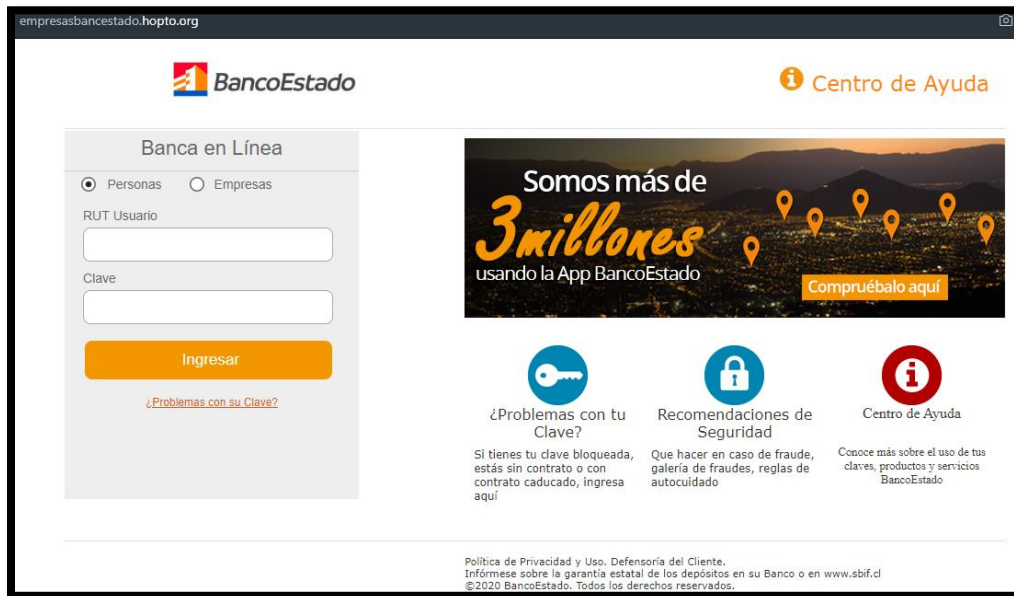 empresasbancestado.hopto.org
BancoEstado
Centro de Ayuda
Banca en Línea
Personas
Empresas
RUT Usuario
Clave
Ingresar
¿Problemas con su Clave?
Somos más de
3millones
usando la App BancoEstado
Compruébalo aquí
¿Problemas con tu
Clave?
Si tienes tu clave bloqueada,
estás sin contrato o con
contrato caducado, ingresa
aquí
Recomendaciones de
Seguridad
Que hacer en caso de fraude,
galería de fraudes, reglas de
autocuidado
Centro de Ayuda
Conoce más sobre el uso de tus
claves, productos y servicios
BancoEstado
Política de Privacidad y Uso. Defensoría del Cliente.
Infórmese sobre la garantía estatal de los depósitos en su Banco o en www.sbif.cl
©2020 BancoEstado. Todos los derechos reservados.